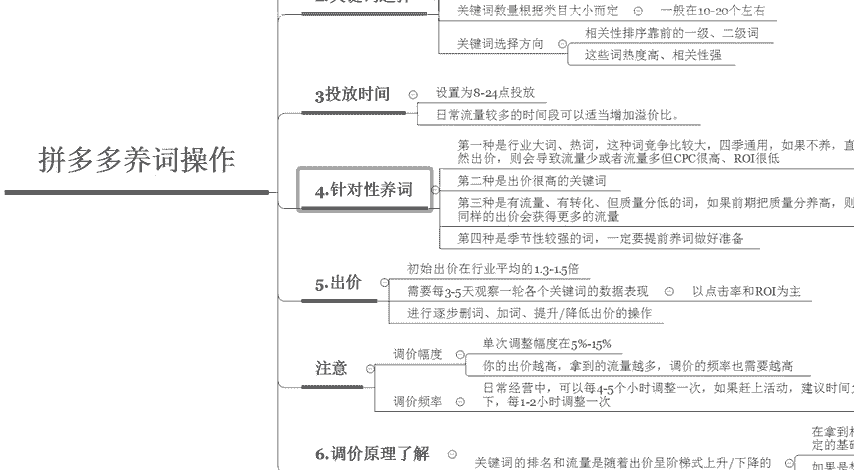 关键词数量根据类目大小而定
一般在10-20个左右
关键词选择方向
相关性排序靠前的一级、二级词
这些词热度高、相关性强
3投放时间
设置为8-24点投放
日常流量较多的时间段可以适当增加溢价比。
拼多多养词操作
4.针对性养词
第一种是行业大词、热词，这种词竞争比较大，四季通用，如果不养，直
然出价，则会导致流量少或者流量多但CPC很高、ROI很低
第二种是出价很高的关键词
第三种是有流量、有转化、但质量分低的词，如果前期把质量分养高，则
同样的出价会获得更多的流量
第四种是季节性较强的词，一定要提前养词做好准备
5.出价
初始出价在行业平均的1.3-1.5倍
需要每3-5天观察一轮各个关键词的数据表现
以点击率和ROI为主
进行逐步删词、加词、提升/降低出价的操作
注意
调价幅度
单次调整幅度在5%-15%
你的出价越高，拿到的流量越多，调价的频率也需要越高
调价频率
日常经营中，可以每4-5个小时调整一次，如果赶上活动，建议时间
下，每1-2小时调整一次
6.调价原理了解
关键词的排名和流量是随着出价呈阶梯式上升/下降的
在拿到
定的基
如果是